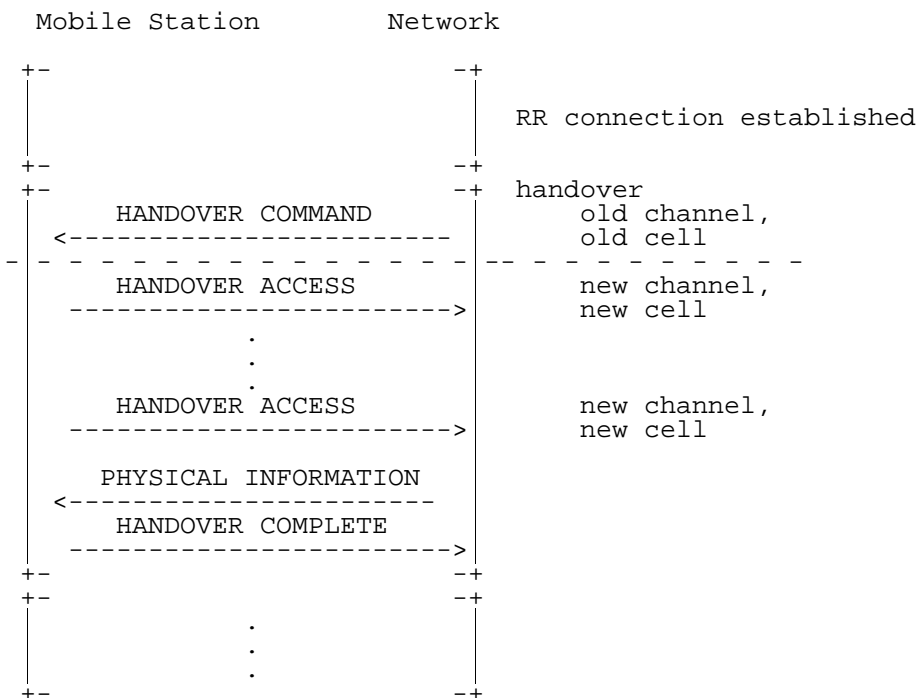 Mobile Station Network
RR connection established
handover
HANDOVER COMMAND old channel,
old cell
HANDOVER ACCESS new channel,
new cell
.
.
.
HANDOVER ACCESS new channel,
new cell
PHYSICAL INFORMATION
HANDOVER COMPLETE
.
.
.